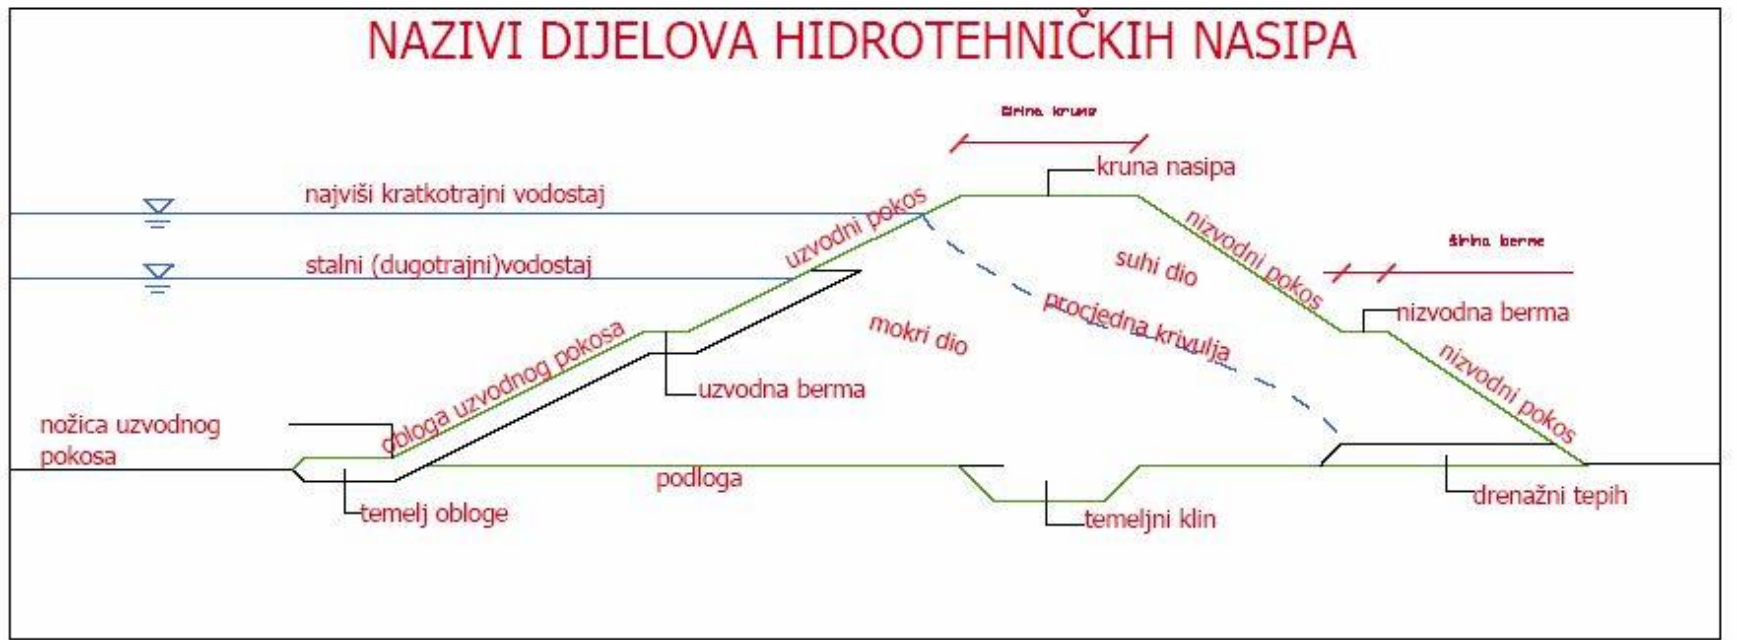 NAZIVI DIJELOVA HIDROTEHNIČKIH NASIPA
širina krune
kruna nasipa
najviši kratkotrajni vodostaj
uzvodni pokos
nizvodni pokos
suhi dio
širina berme
stalni (dugotrajni)vodostaj
procjedna krivulja
nizvodna berma
mokri dio
obloga uzvodnog pokosa
uzvodna berma
nizvodni pokos
nožica uzvodnog
pokosa
podloga
temelj obloge
temeljni klin
drenažni tepih